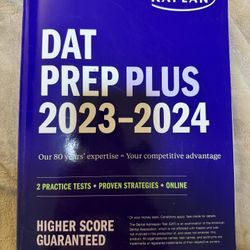 KAPLAN
DAT
PREP PLUS
2023–2024
Our 80 years' expertise = Your competitive advantage
2 PRACTICE TESTS + PROVEN STRATEGIES + ONLINE
HIGHER SCORE
GUARANTEED